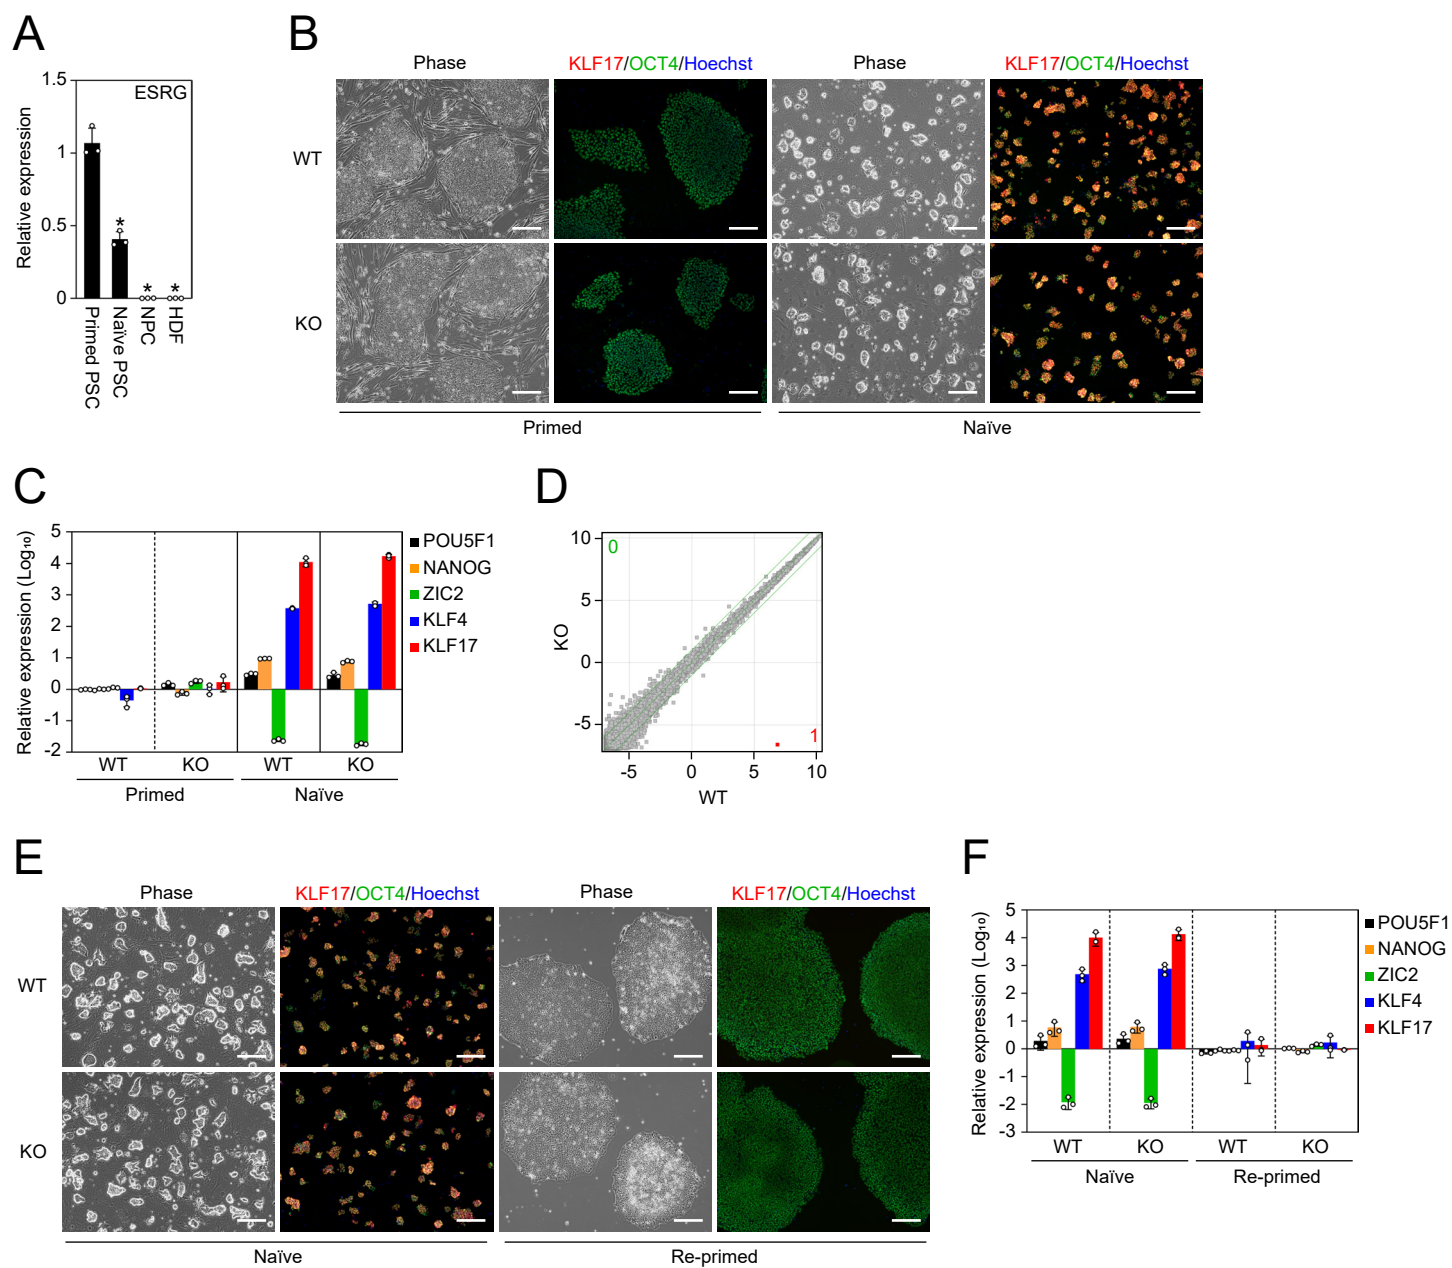 A
1.5
1
0.5
0
Relative expression
ESRG
*
*
*
Primed PSC
Naïve PSC
NPC
HDF
B
Phase
KLF17/OCT4/Hoechst
Phase
KLF17/OCT4/Hoechst
WT
KO
Primed
Naïve
C
Relative expression (Log₁₀)
5
4
3
2
1
0
-1
-2
WT
KO
WT
KO
Primed
Naïve
POU5F1
NANOG
ZIC2
KLF4
KLF17
D
KO
10
5
0
-5
0
1
-5
0
5
10
WT
E
Phase
KLF17/OCT4/Hoechst
Phase
KLF17/OCT4/Hoechst
WT
KO
Naïve
Re-primed
F
Relative expression (Log₁₀)
5
4
3
2
1
0
-1
-2
-3
WT
KO
WT
KO
Naïve
Re-primed
POU5F1
NANOG
ZIC2
KLF4
KLF17